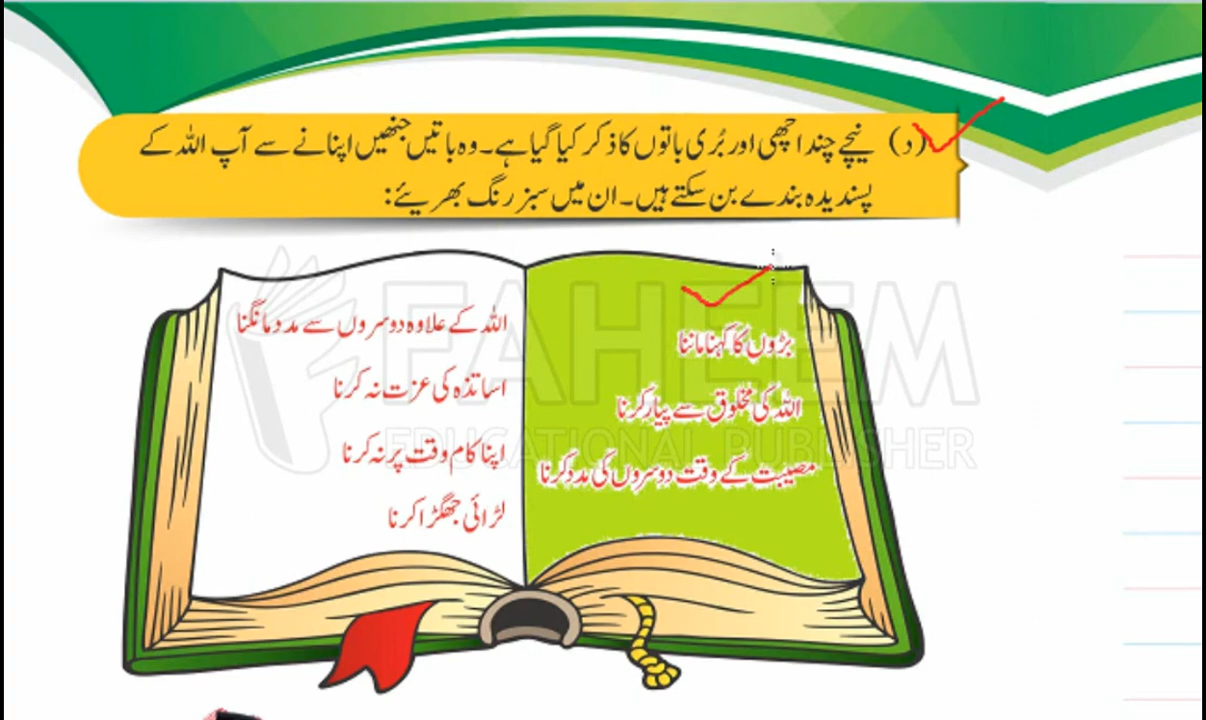 (د) نیچے چند اچھی اور بُری باتوں کا ذکر کیا گیا ہے۔ وہ باتیں جنھیں اپنانے سے آپ اللہ کے
پسندیدہ بندے بن سکتے ہیں۔ ان میں سبز رنگ بھریئے:
بڑوں کا کہنا ماننا
اللہ کی مخلوق سے پیار کرنا
مصیبت کے وقت دوسروں کی مدد کرنا
اللہ کے علاوہ دوسروں سے مدد مانگنا
اساتذہ کی عزت نہ کرنا
اپنا کام وقت پر نہ کرنا
لڑائی جھگڑا کرنا
FAHEEM
EDUCATIONAL PUBLISHER